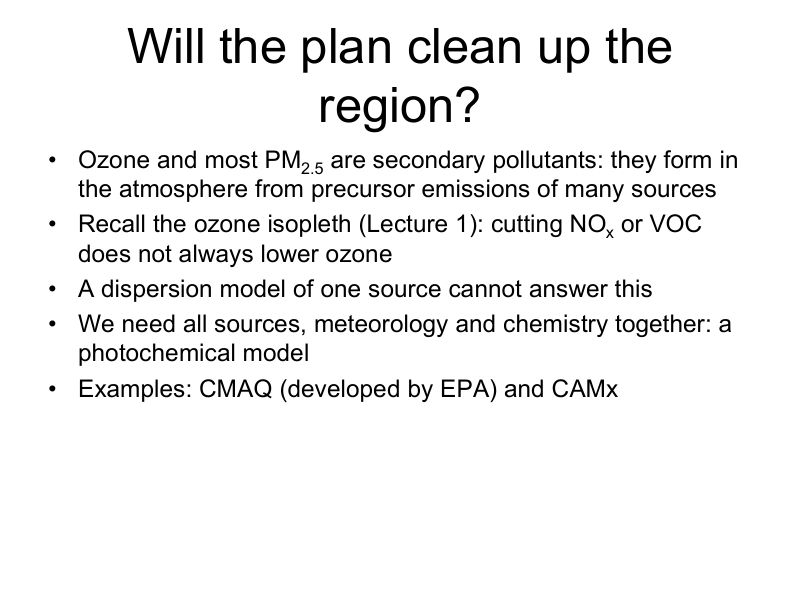 Will the plan clean up the
region?
• Ozone and most PM2.5 are secondary pollutants: they form in
the atmosphere from precursor emissions of many sources
• Recall the ozone isopleth (Lecture 1): cutting NOx or VOC
does not always lower ozone
• A dispersion model of one source cannot answer this
• We need all sources, meteorology and chemistry together: a
photochemical model
• Examples: CMAQ (developed by EPA) and CAMx